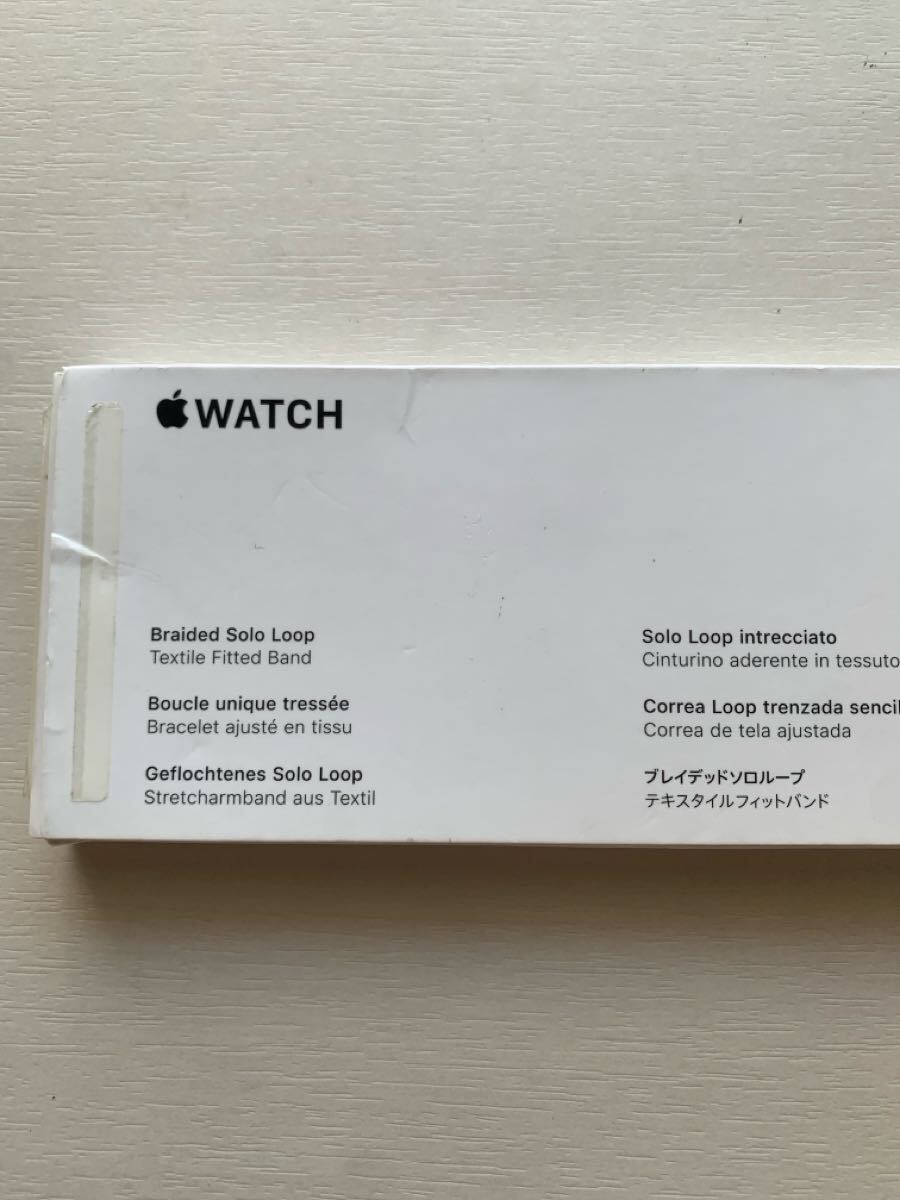 WATCH
Braided Solo Loop
Textile Fitted Band
Boucle unique tressée
Bracelet ajusté en tissu
Geflochtenes Solo Loop
Stretcharmband aus Textil
Solo Loop intrecciato
Cinturino aderente in tessuto
Correa Loop trenzada
Correa de tela ajustada
ブレイデッドソロループ
テキスタイルフィットバンド